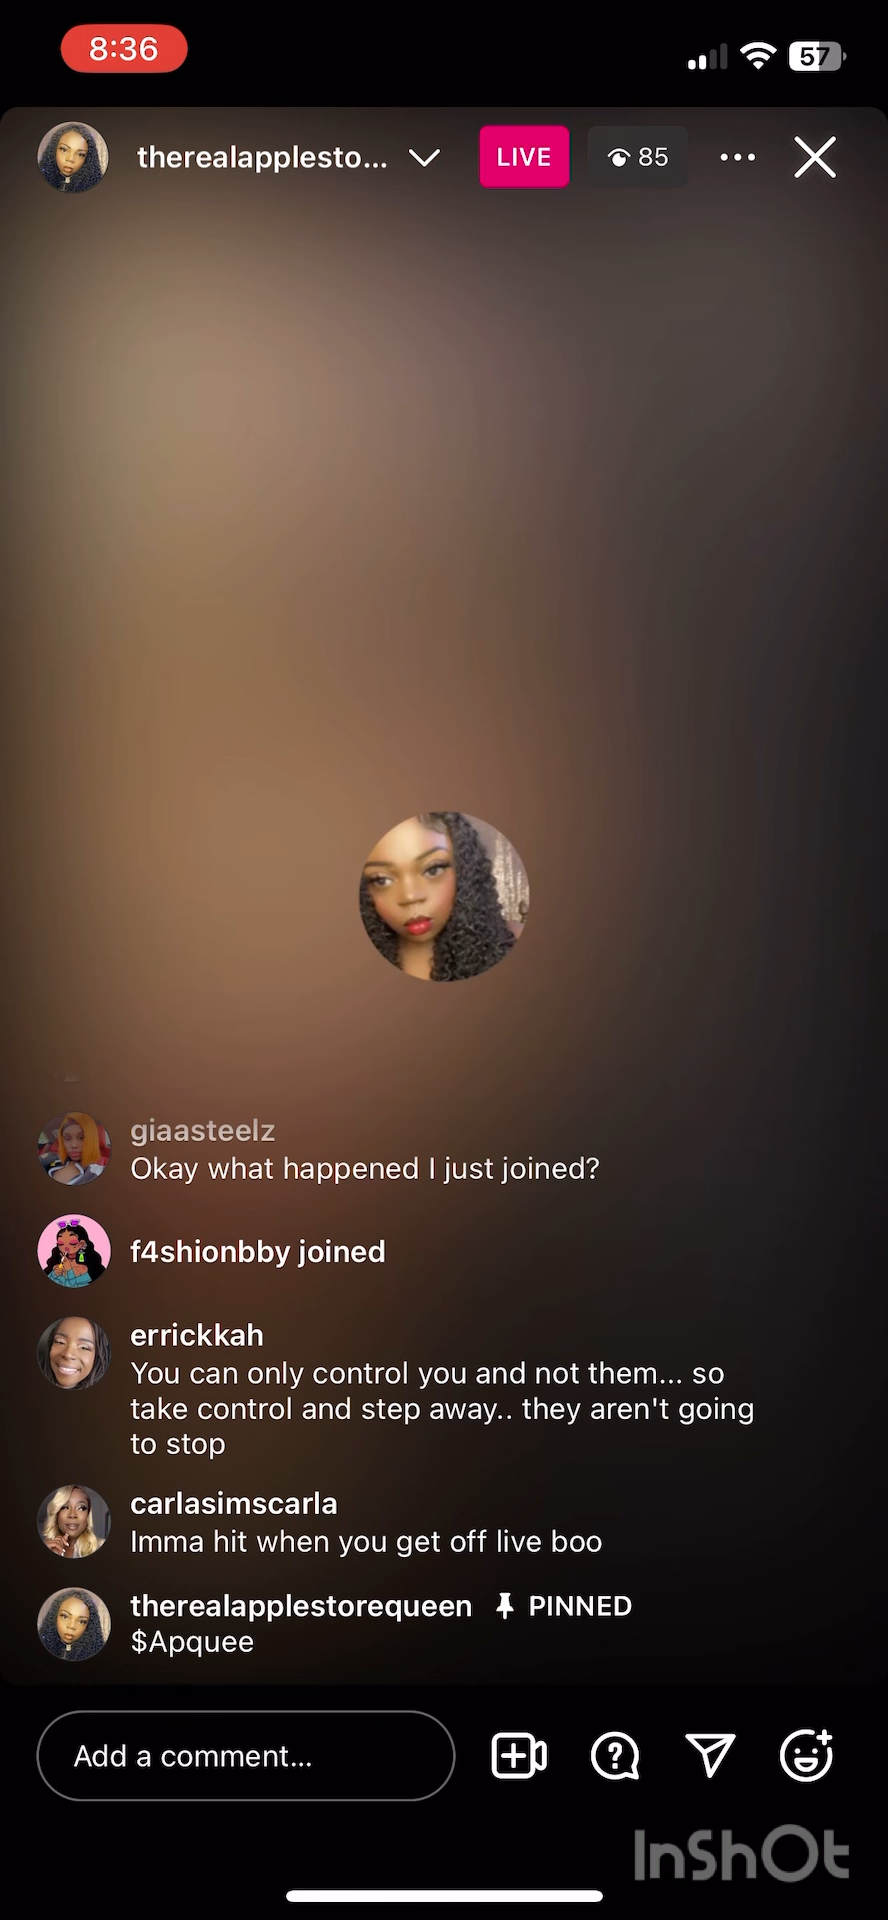 8:36
57
therealapplesto...
LIVE
85
giaasteelz
Okay what happened I just joined?
f4shionbby joined
errickkah
You can only control you and not them... so
take control and step away.. they aren't going
to stop
carlasimscarla
Imma hit when you get off live boo
therealapplestorequeen PINNED
$Apquee
Add a comment...
InShOt